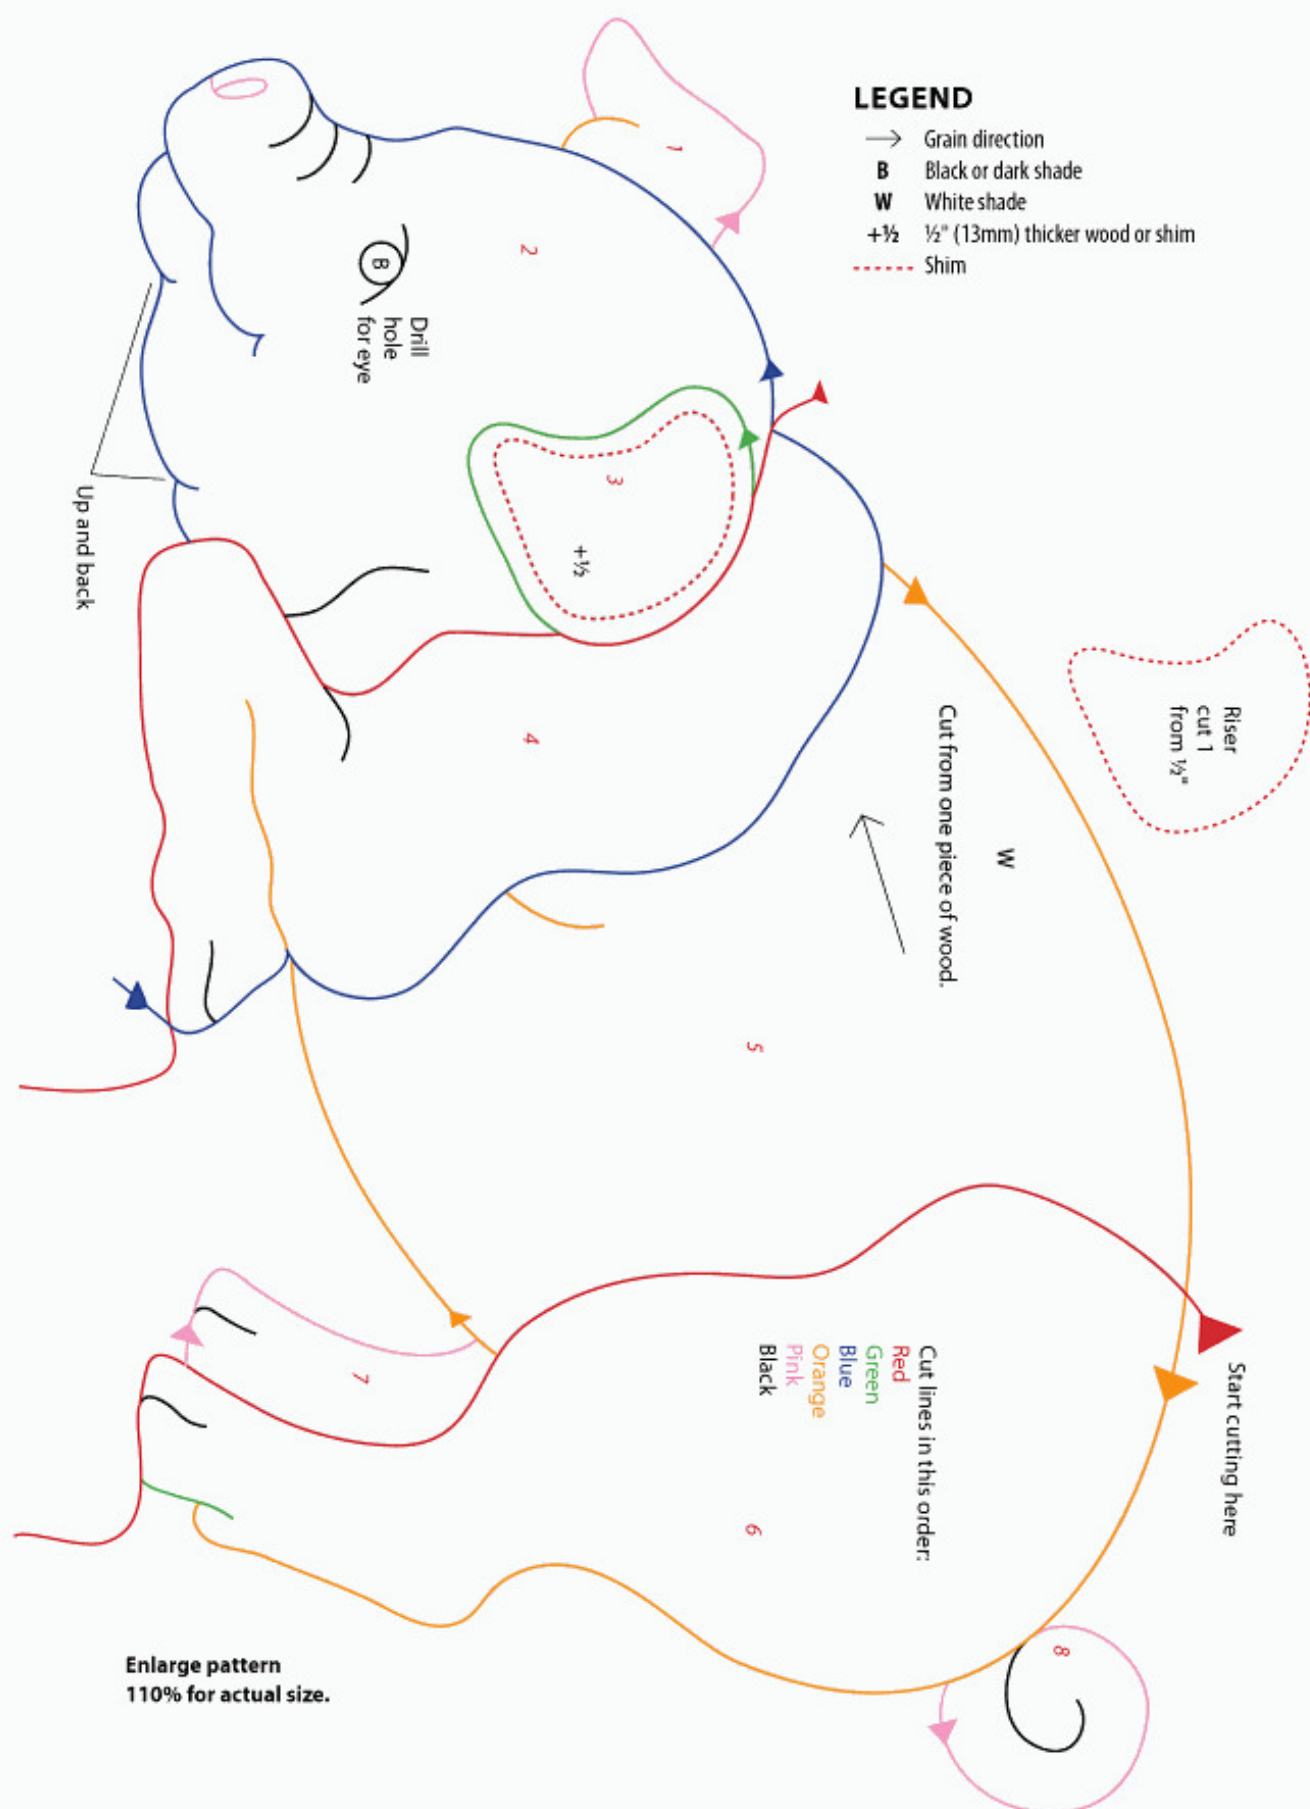 LEGEND
Grain direction
B Black or dark shade
W White shade
+½ ½" (13mm) thicker wood or shim
Shim
1
2
B
Drill
hole
for eye
3
+½
Up and back
4
Riser
cut 1
from ½"
Cut from one piece of wood.
W
5
Start cutting here
Cut lines in this order:
Red
Green
Blue
Orange
Pink
Black
6
7
8
Enlarge pattern
110% for actual size.